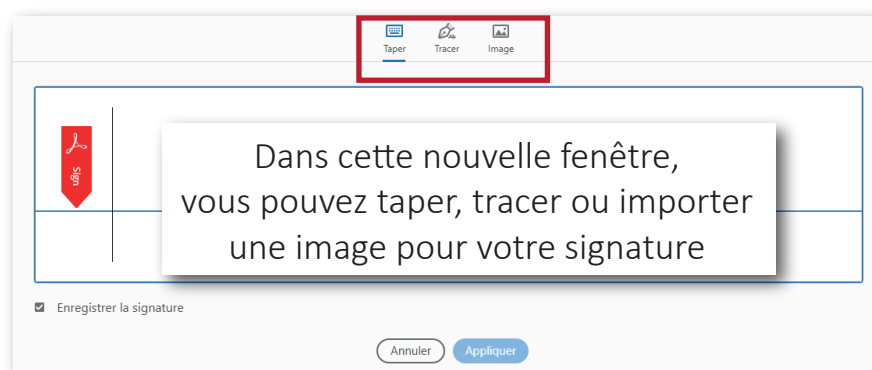 Taper Tracer Image
Sign
Dans cette nouvelle fenêtre,
vous pouvez taper, tracer ou importer
une image pour votre signature
Enregistrer la signature
Annuler Appliquer